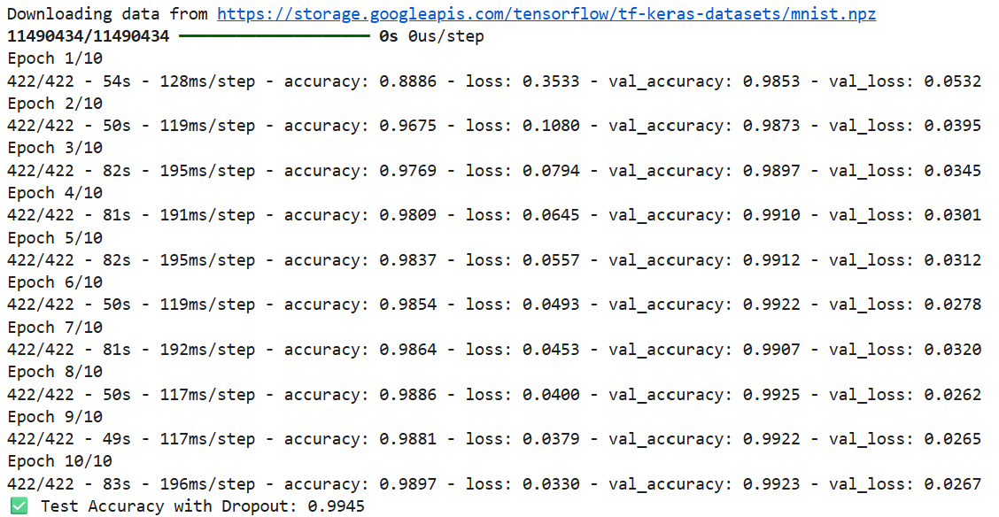 Downloading data from https://storage.googleapis.com/tensorflow/tf-keras-datasets/mnist.npz
11490434/11490434 ━━━━━━━━━━━━━━━━━━━━ 0s 0us/step
Epoch 1/10
422/422 - 54s - 128ms/step - accuracy: 0.8886 - loss: 0.3533 - val_accuracy: 0.9853 - val_loss: 0.0532
Epoch 2/10
422/422 - 50s - 119ms/step - accuracy: 0.9675 - loss: 0.1080 - val_accuracy: 0.9873 - val_loss: 0.0395
Epoch 3/10
422/422 - 82s - 195ms/step - accuracy: 0.9769 - loss: 0.0794 - val_accuracy: 0.9897 - val_loss: 0.0345
Epoch 4/10
422/422 - 81s - 191ms/step - accuracy: 0.9809 - loss: 0.0645 - val_accuracy: 0.9910 - val_loss: 0.0301
Epoch 5/10
422/422 - 82s - 195ms/step - accuracy: 0.9837 - loss: 0.0557 - val_accuracy: 0.9912 - val_loss: 0.0312
Epoch 6/10
422/422 - 50s - 119ms/step - accuracy: 0.9854 - loss: 0.0493 - val_accuracy: 0.9922 - val_loss: 0.0278
Epoch 7/10
422/422 - 81s - 192ms/step - accuracy: 0.9864 - loss: 0.0453 - val_accuracy: 0.9907 - val_loss: 0.0320
Epoch 8/10
422/422 - 50s - 117ms/step - accuracy: 0.9886 - loss: 0.0400 - val_accuracy: 0.9925 - val_loss: 0.0262
Epoch 9/10
422/422 - 49s - 117ms/step - accuracy: 0.9881 - loss: 0.0379 - val_accuracy: 0.9922 - val_loss: 0.0265
Epoch 10/10
422/422 - 83s - 196ms/step - accuracy: 0.9897 - loss: 0.0330 - val_accuracy: 0.9923 - val_loss: 0.0267
✅ Test Accuracy with Dropout: 0.9945